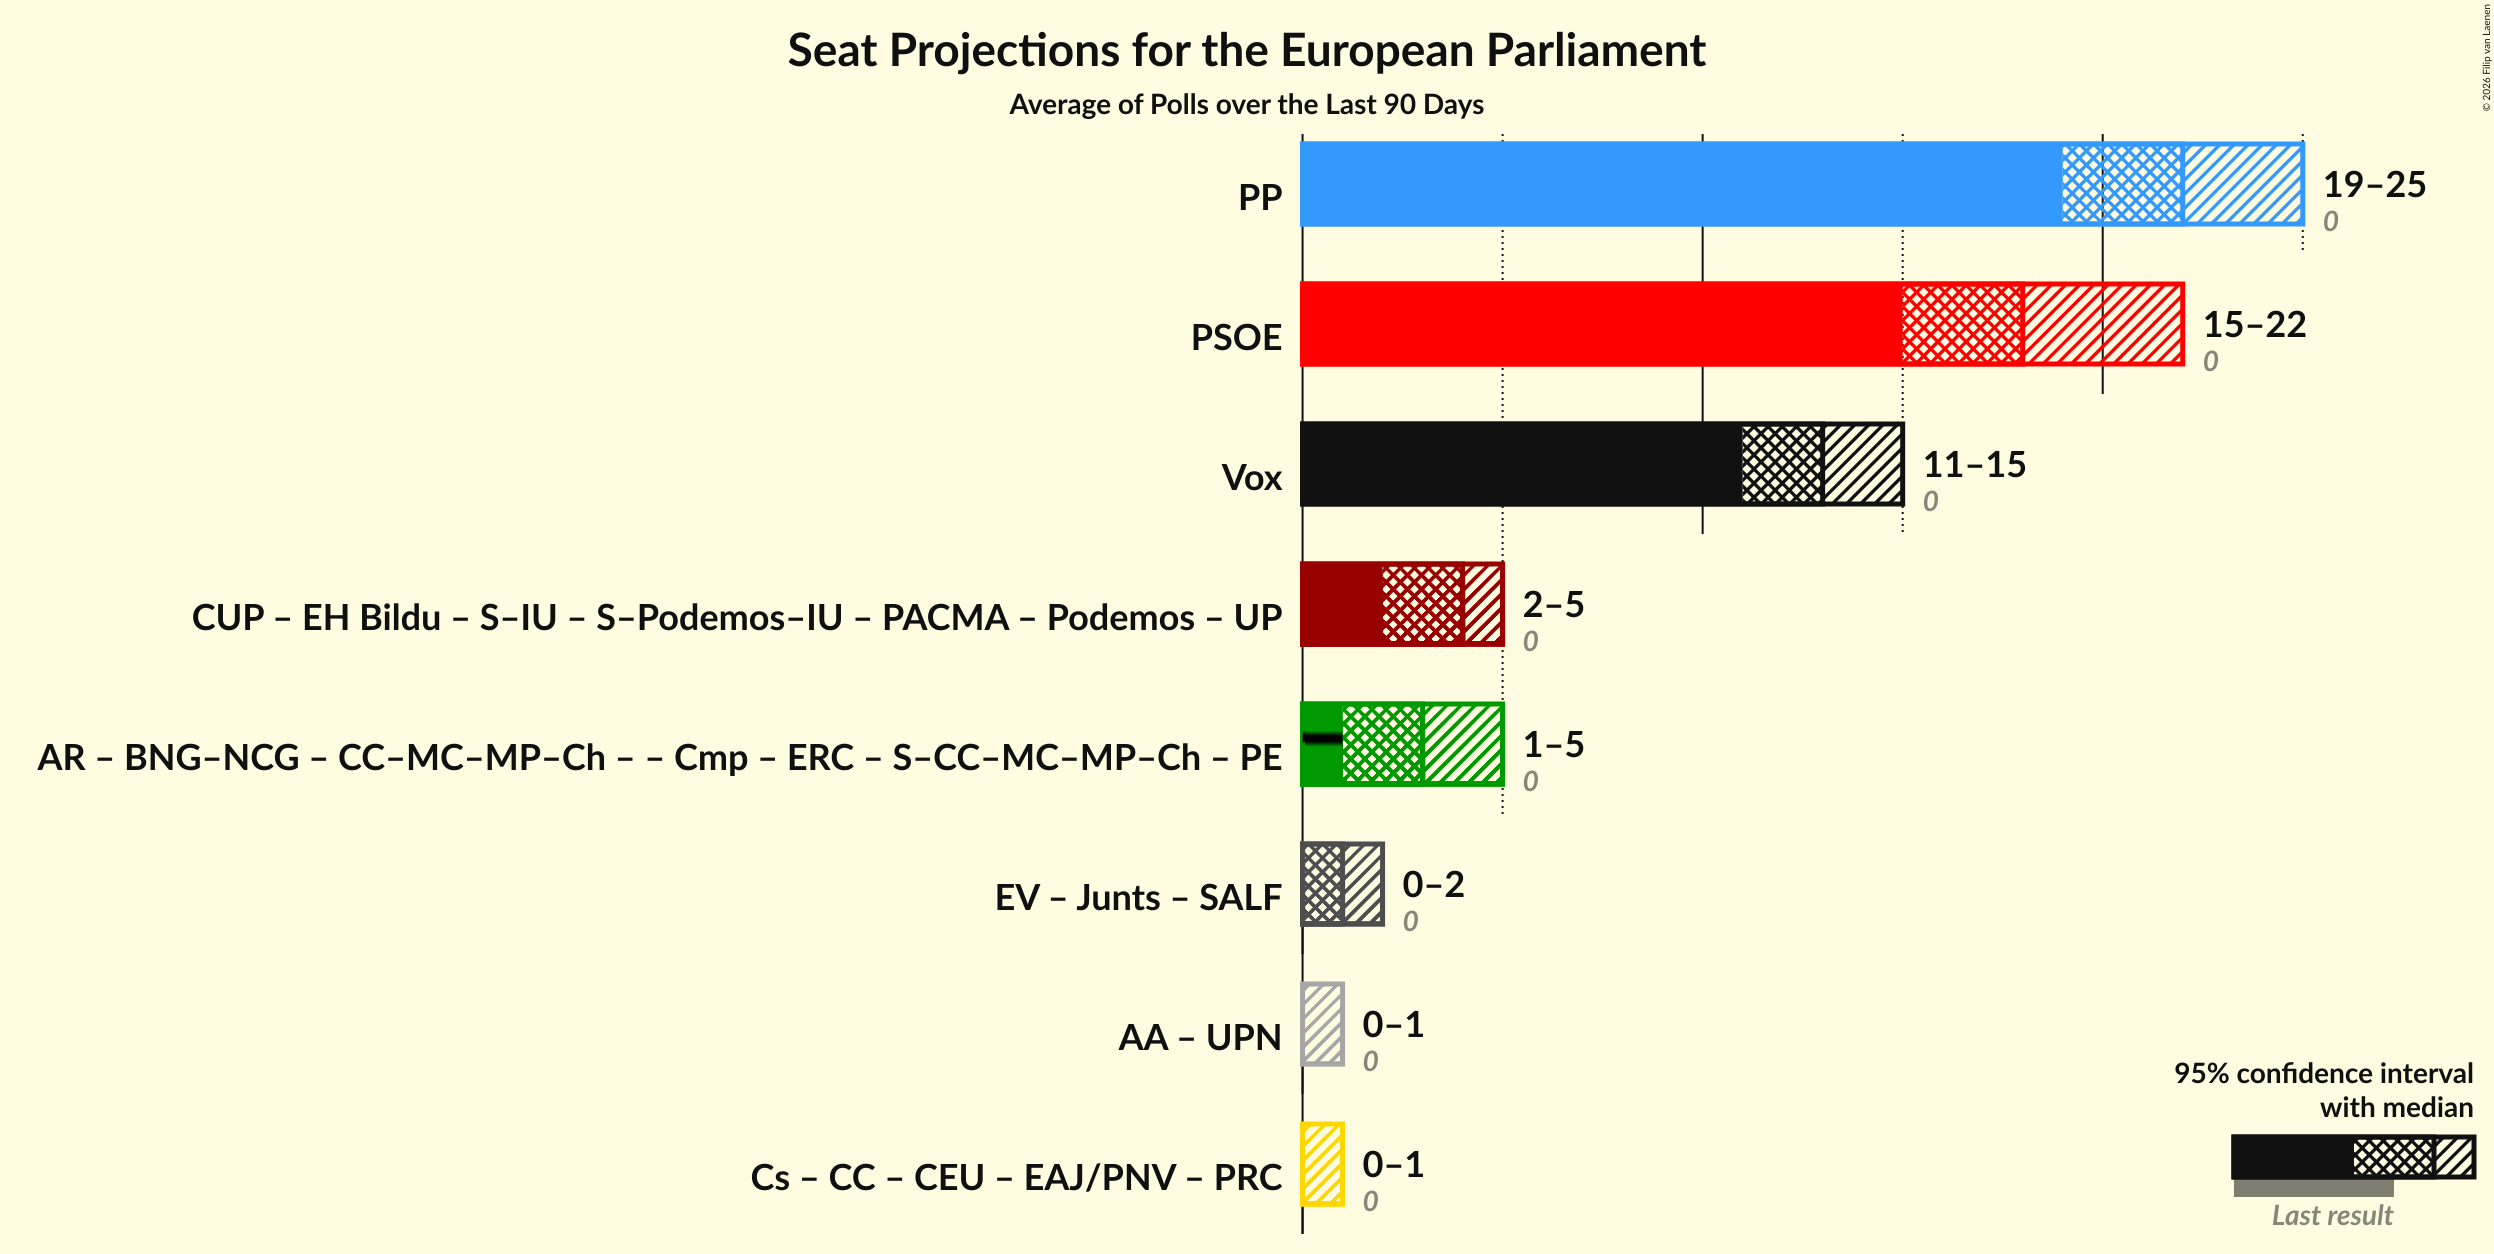 Seat Projections for the European Parliament
Average of Polls over the Last 90 Days
© 2026 Filip van Laenen
PP
19–25
0
PSOE
15–22
0
Vox
11–15
0
CUP – EH Bildu – S–IU – S–Podemos–IU – PACMA – Podemos – UP
2–5
0
AR – BNG–NCG – CC–MC–MP–Ch – – Cmp – ERC – S–CC–MC–MP–Ch – PE
1–5
0
EV – Junts – SALF
0–2
0
AA – UPN
0–1
0
Cs – CC – CEU – EAJ/PNV – PRC
0–1
0
95% confidence interval
with median
Last result